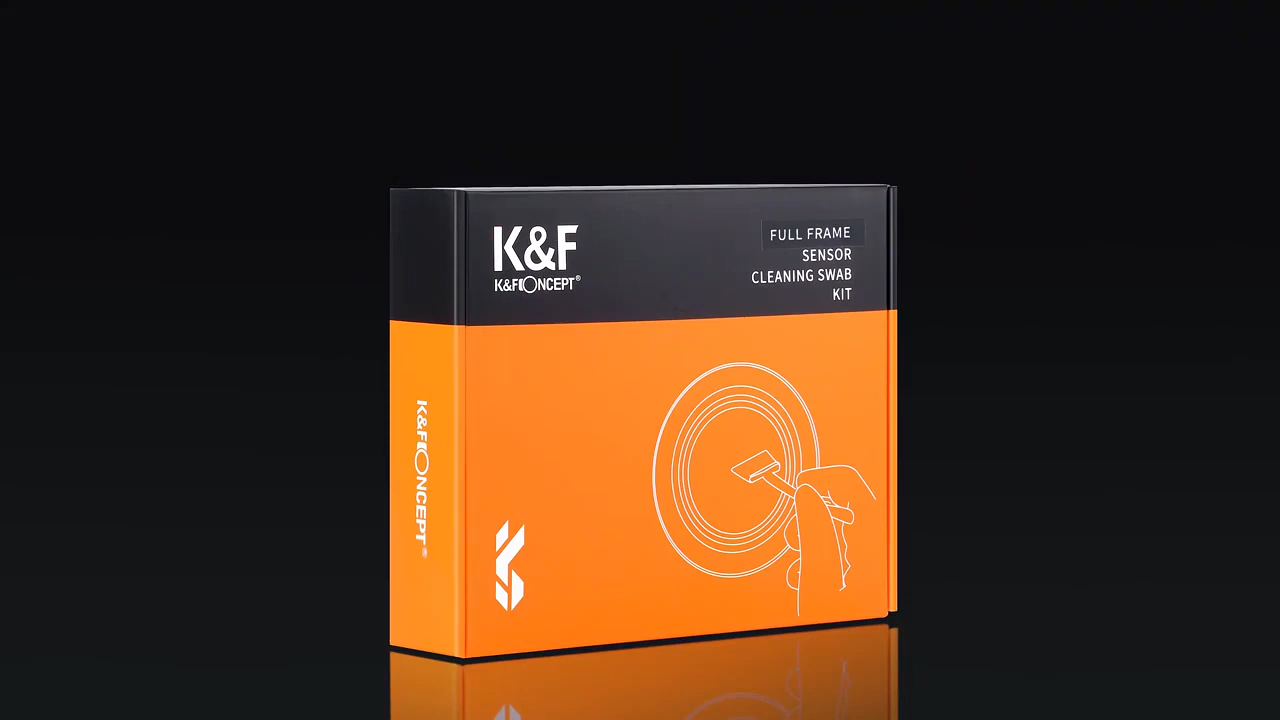 K&F
K&F CONCEPT®
FULL FRAME
SENSOR
CLEANING SWAB
KIT
K&F CONCEPT®